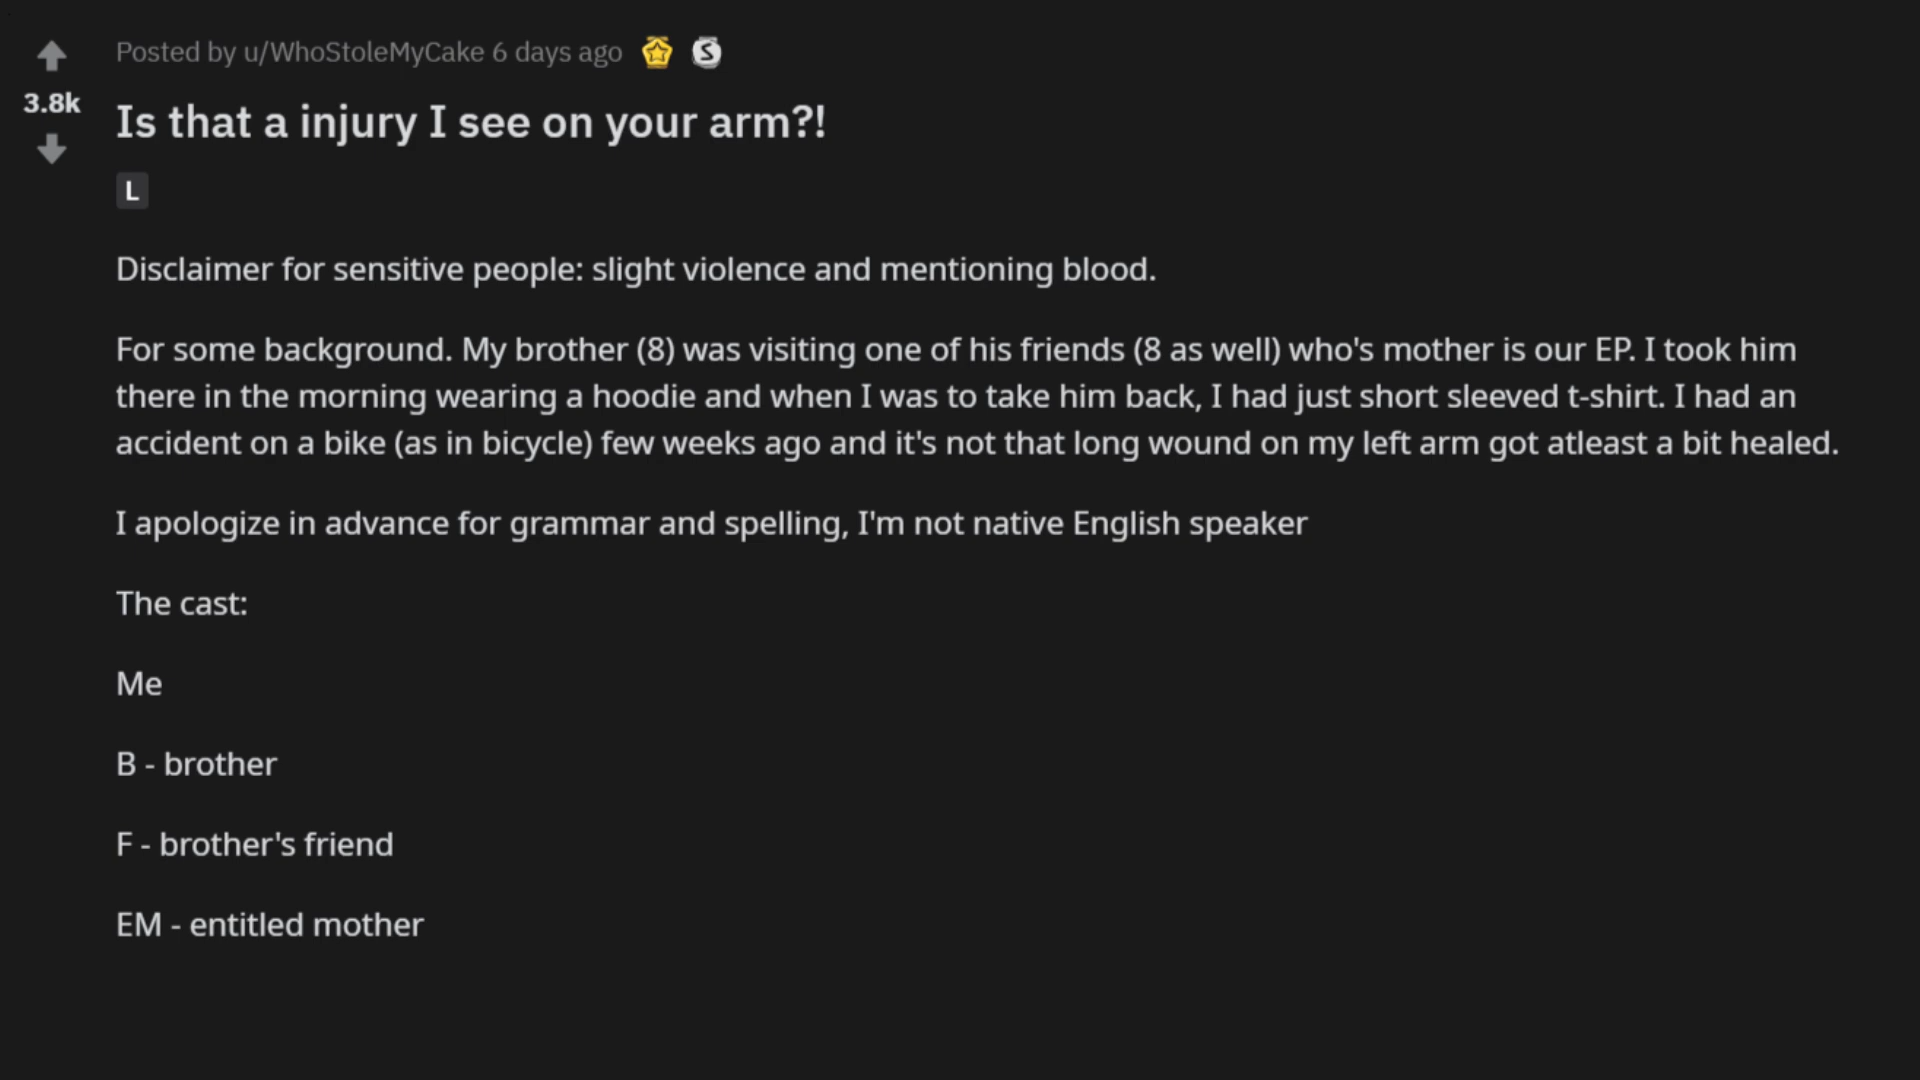 Posted by u/WhoStoleMyCake 6 days ago
3.8k
Is that a injury I see on your arm?!
L
Disclaimer for sensitive people: slight violence and mentioning blood.
For some background. My brother (8) was visiting one of his friends (8 as well) who's mother is our EP. I took him
there in the morning wearing a hoodie and when I was to take him back, I had just short sleeved t-shirt. I had an
accident on a bike (as in bicycle) few weeks ago and it's not that long wound on my left arm got atleast a bit healed.
I apologize in advance for grammar and spelling, I'm not native English speaker
The cast:
Me
B - brother
F - brother's friend
EM - entitled mother